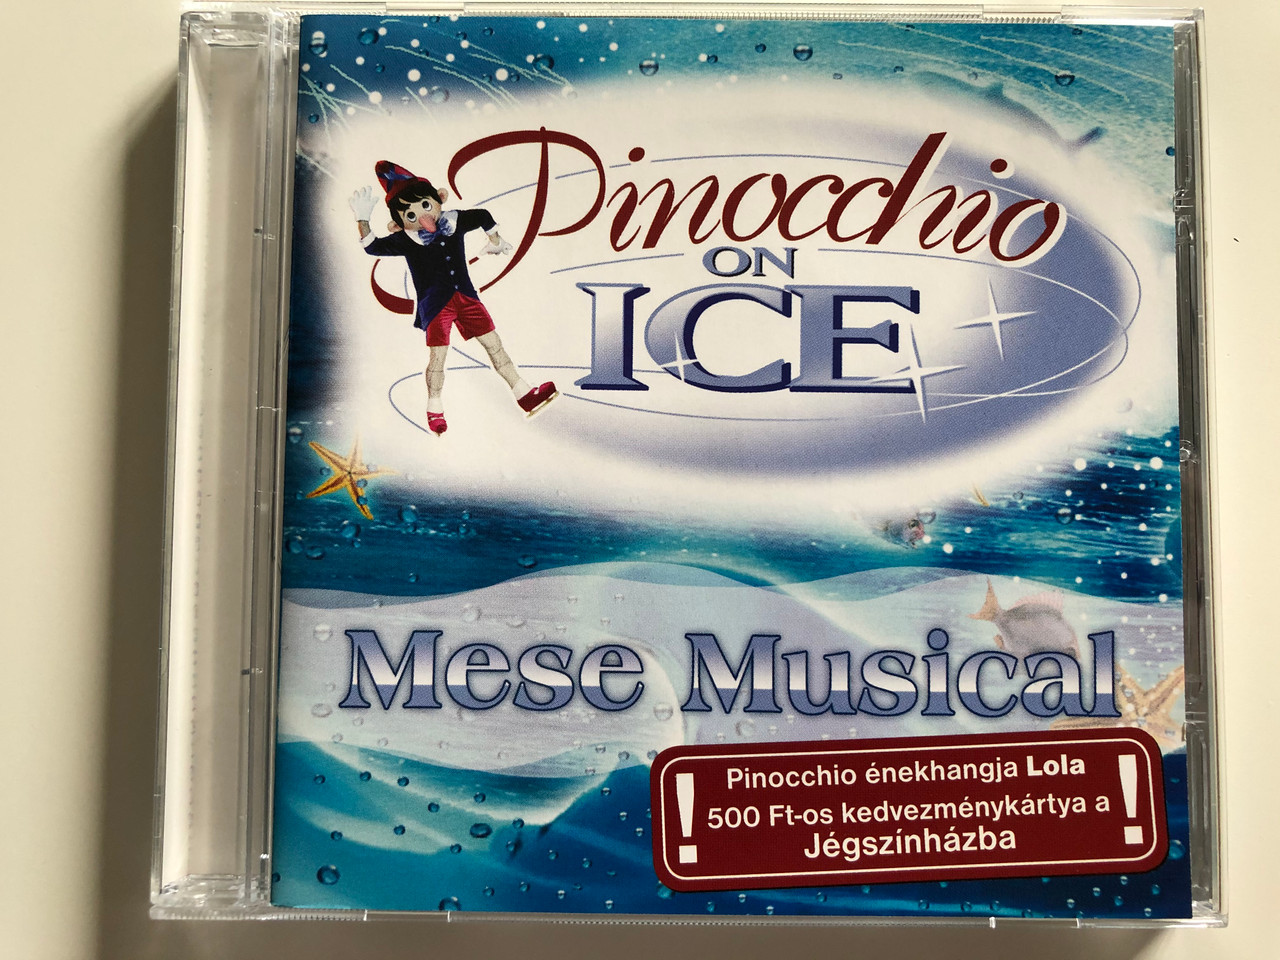 Pinocchio
ON
ICE
Mese Musical
! Pinocchio énekhangja Lola !
500 Ft-os kedvezménykártya a
Jégszínházba